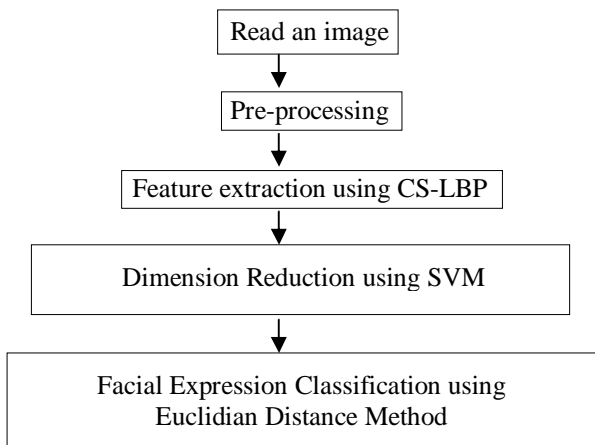 Read an image
Pre-processing
Feature extraction using CS-LBP
Dimension Reduction using SVM
Facial Expression Classification using
Euclidian Distance Method